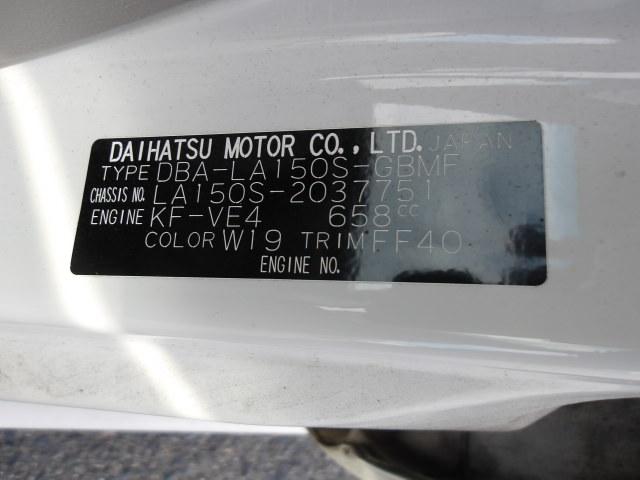 DAIHATSU MOTOR CO.,LTD. JAPAN
TYPE DBA-LA150S-GBMF
CHASSIS NO. LA150S-2037751
ENGINE KF-VE4 658cc
COLOR W19 TRIM FF40
ENGINE NO.